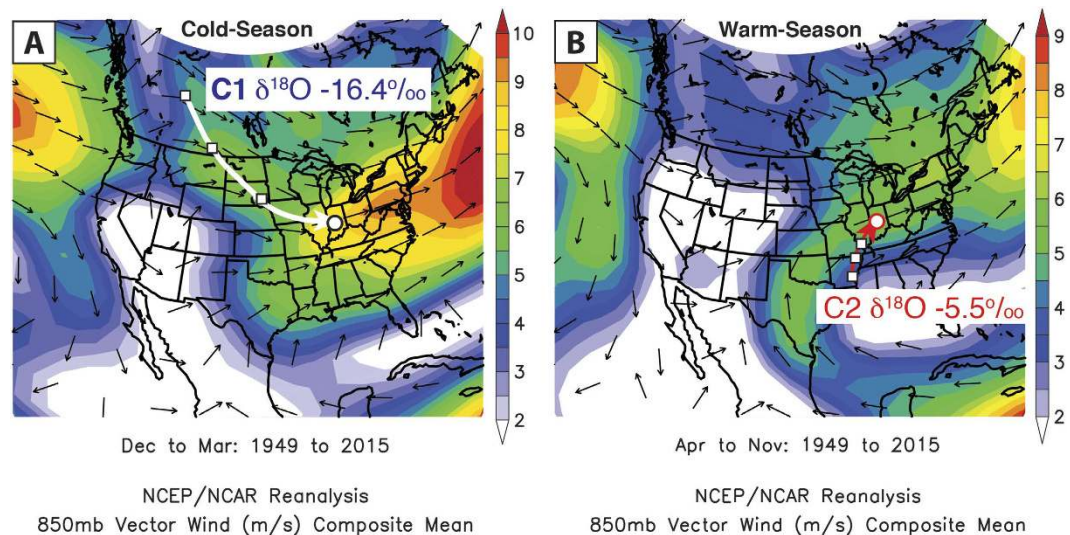 A
Cold-Season
C1 δ18O -16.4‰
10
9
8
7
6
5
4
3
2
Dec to Mar: 1949 to 2015
NCEP/NCAR Reanalysis
850mb Vector Wind (m/s) Composite Mean
B
Warm-Season
C2 δ18O -5.5‰
9
8
7
6
5
4
3
2
Apr to Nov: 1949 to 2015
NCEP/NCAR Reanalysis
850mb Vector Wind (m/s) Composite Mean